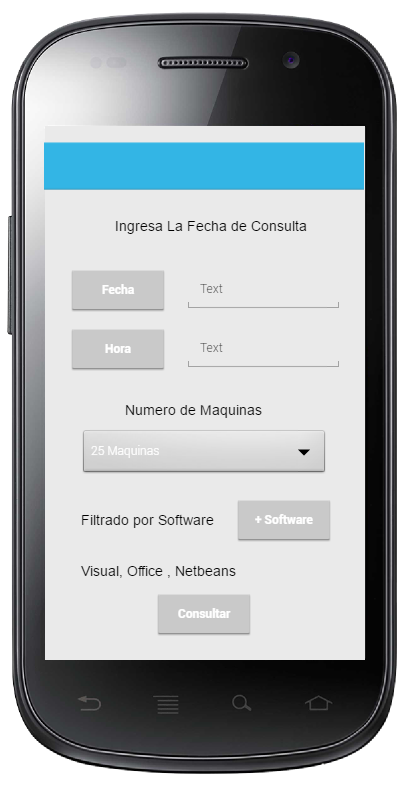 Ingresa La Fecha de Consulta
Fecha Text
Hora Text
Numero de Maquinas
25 Maquinas
Filtrado por Software + Software
Visual, Office , Netbeans
Consultar